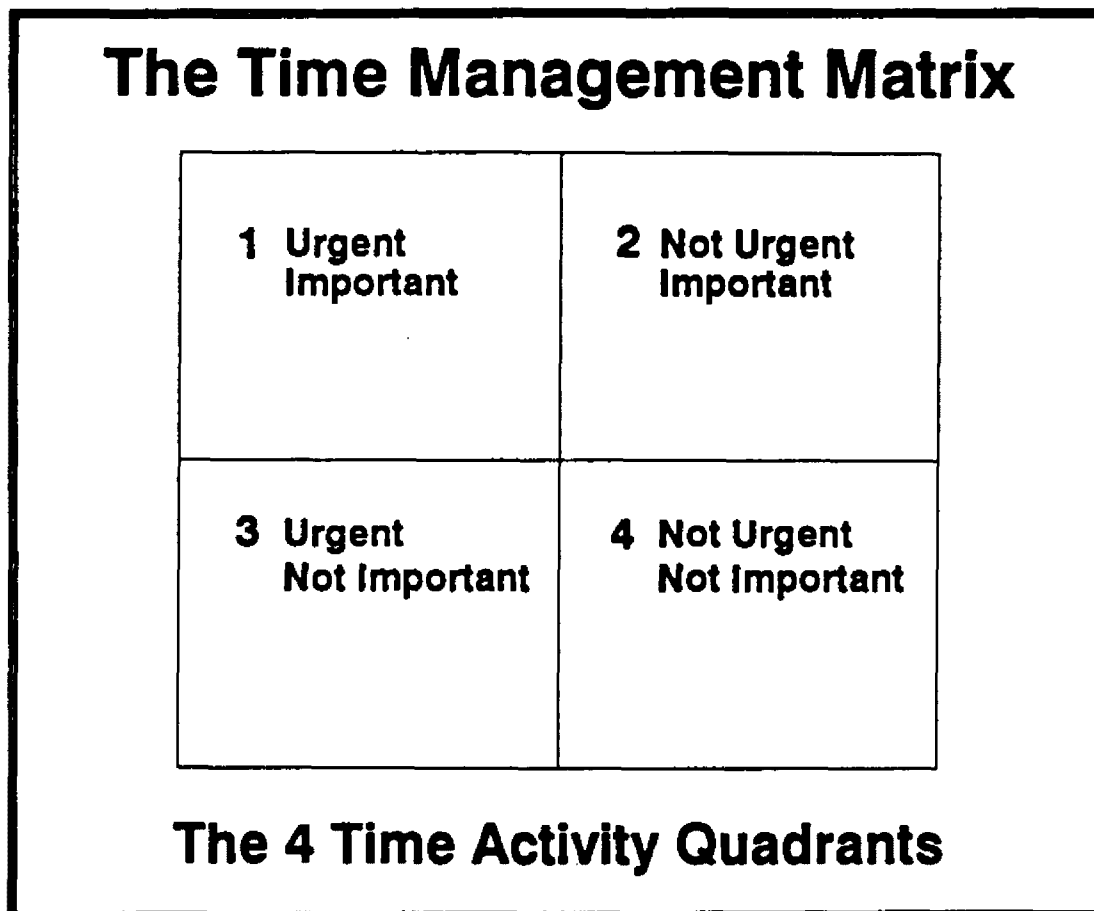 The Time Management Matrix
1 Urgent
Important
2 Not Urgent
Important
3 Urgent
Not Important
4 Not Urgent
Not Important
The 4 Time Activity Quadrants